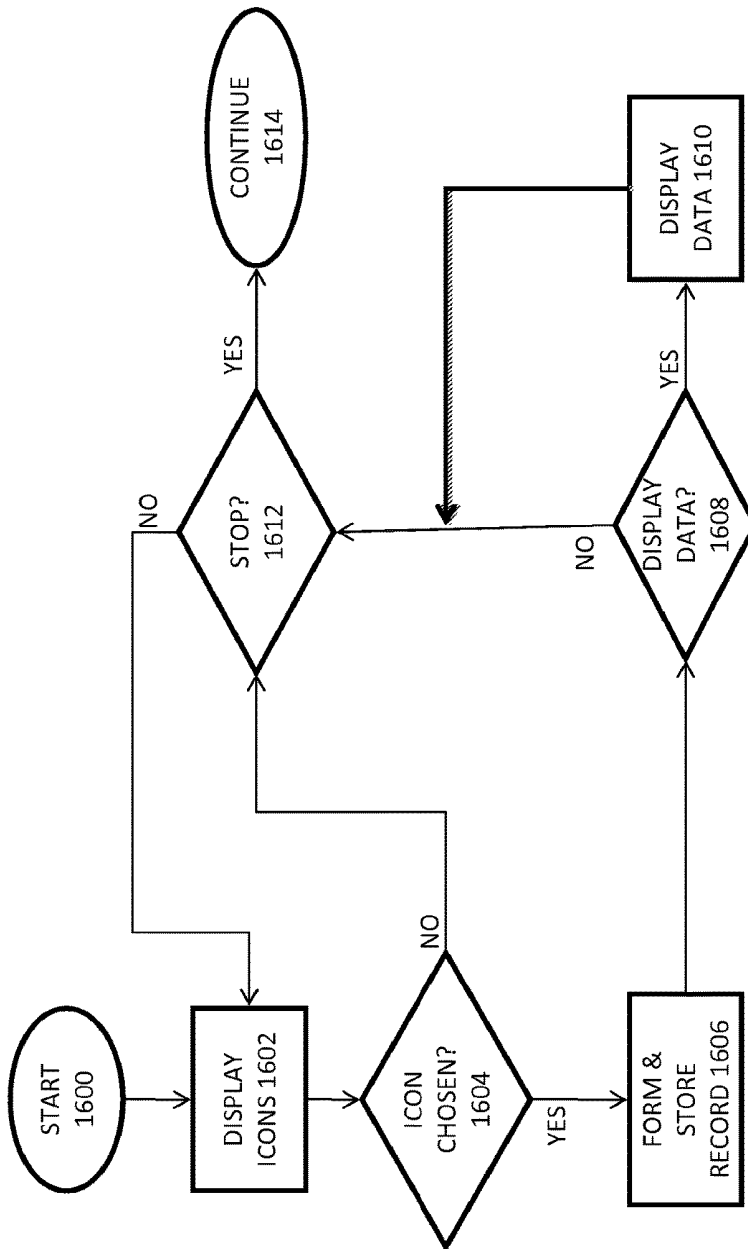 START
1600
DISPLAY
ICONS 1602
ICON
CHOSEN?
1604
NO
YES
FORM &
STORE
RECORD 1606
DISPLAY
DATA?
1608
NO
YES
DISPLAY
DATA 1610
STOP?
1612
NO
YES
CONTINUE
1614